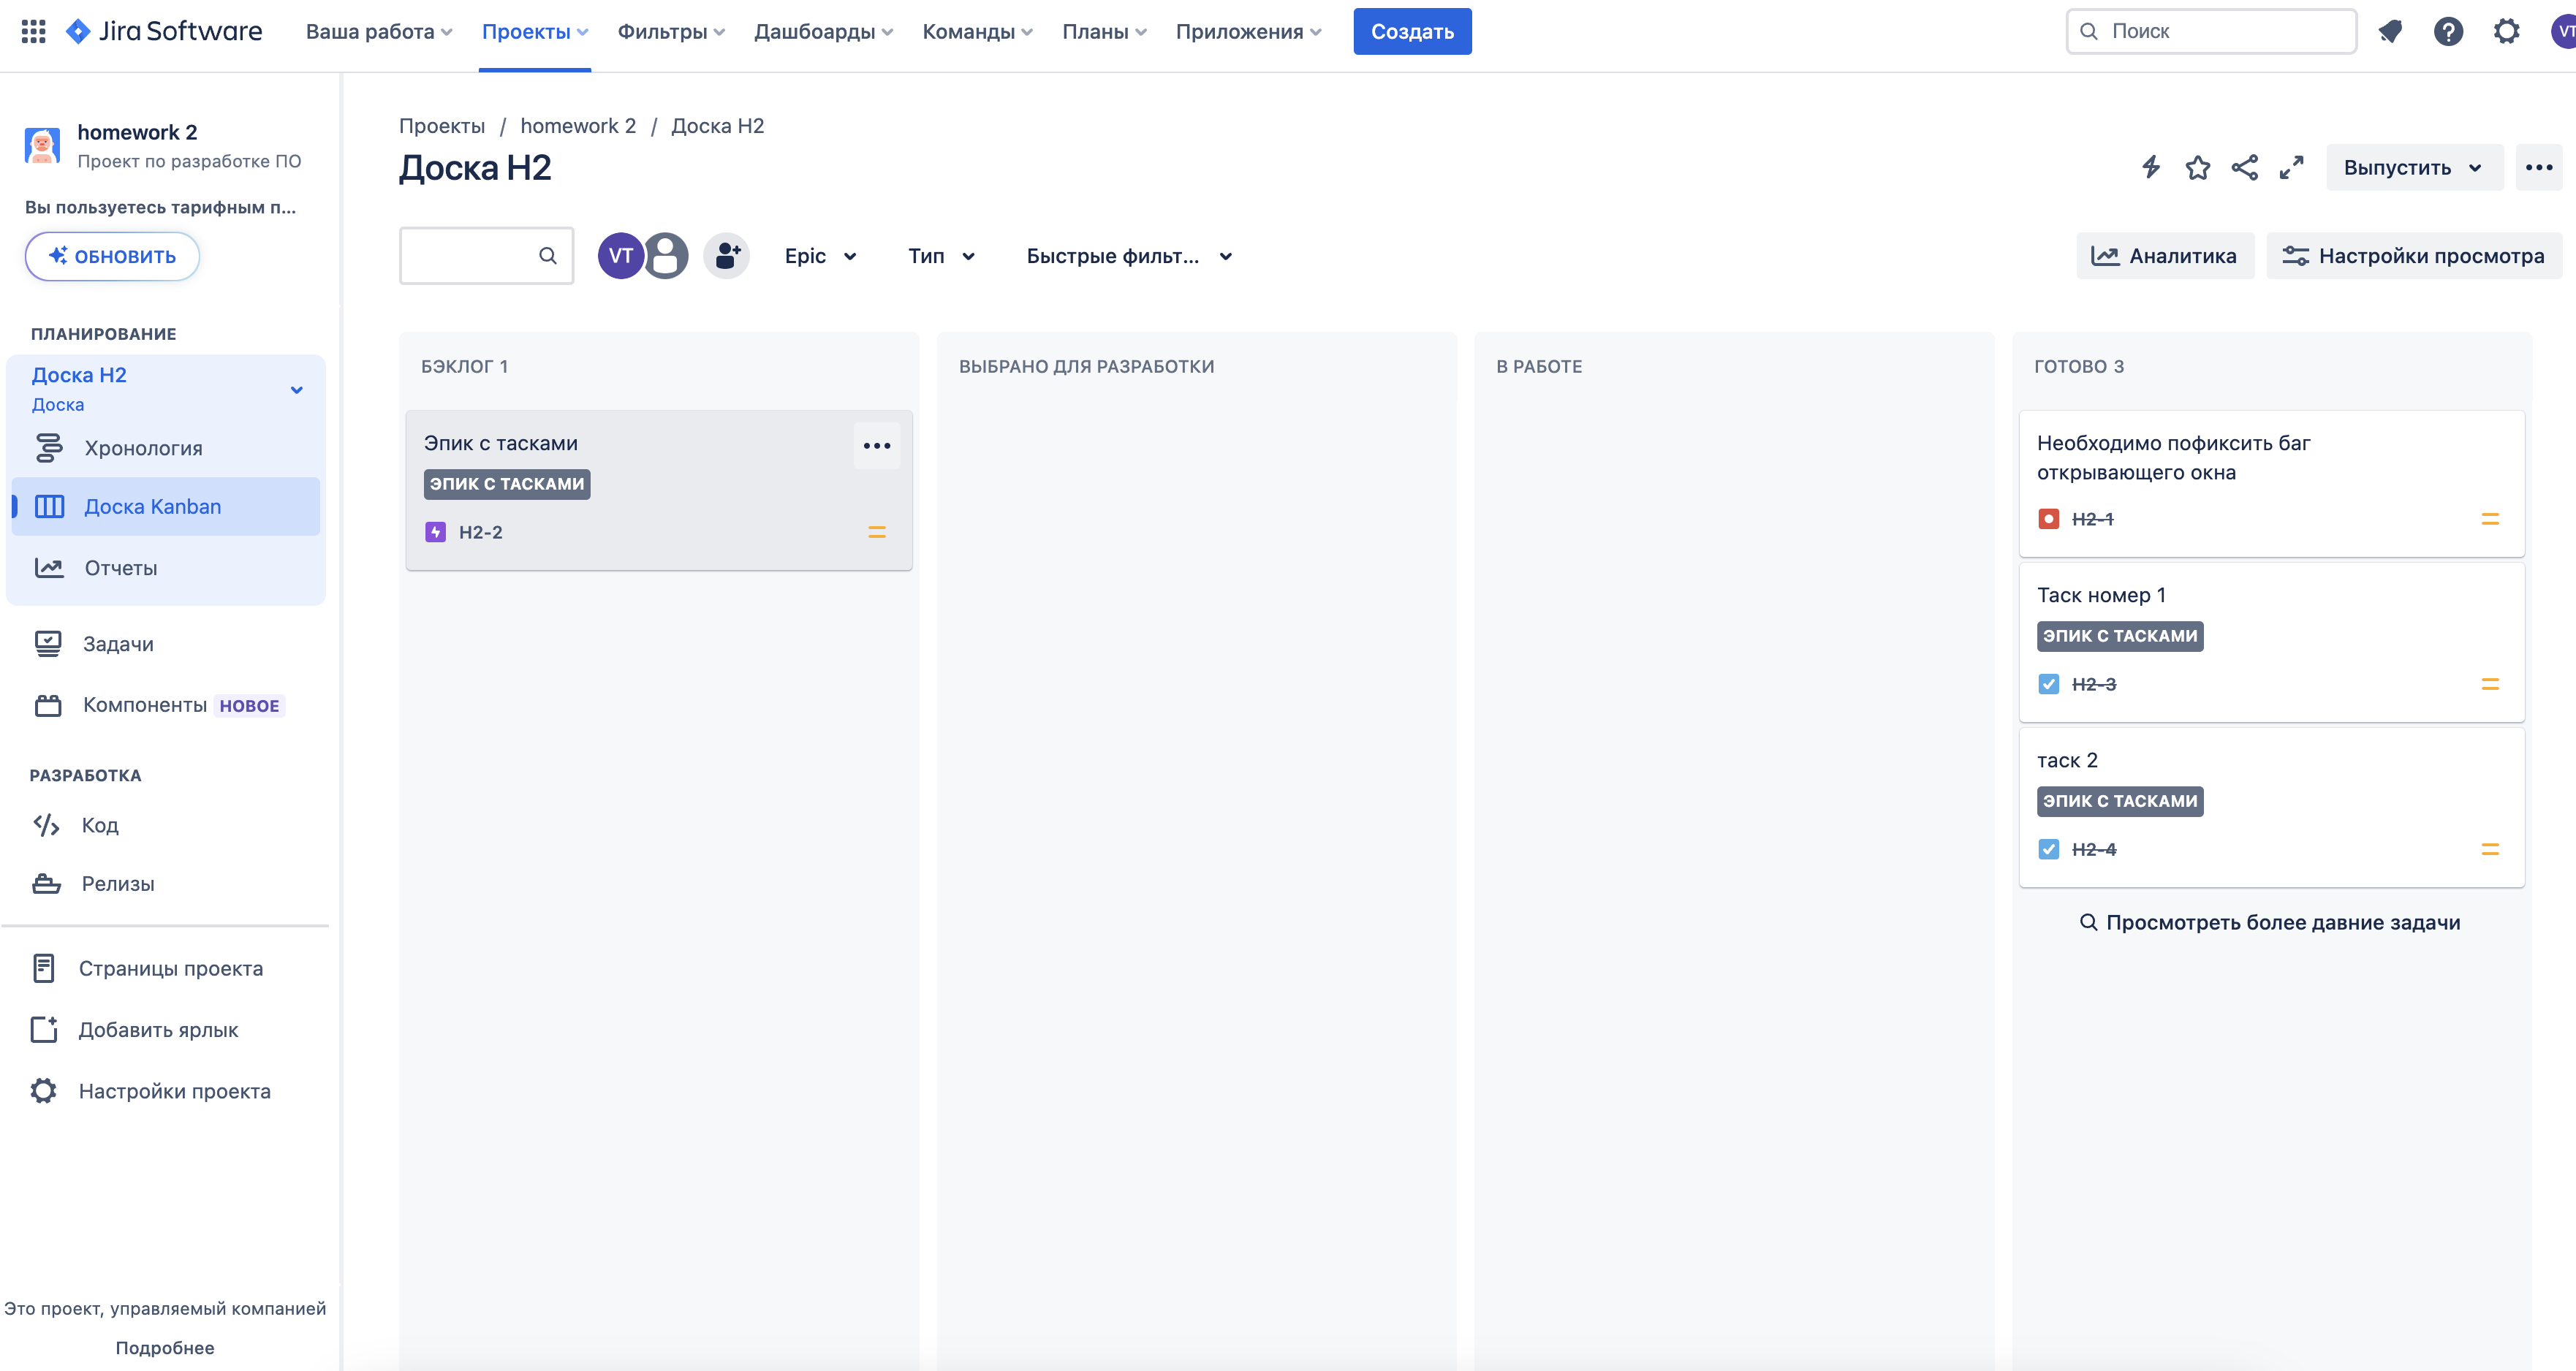 Jira Software
Ваша работа
Проекты
Фильтры
Дашбоарды
Команды
Планы
Приложения
Создать
Поиск
VT
homework 2
Проект по разработке ПО
Вы пользуетесь тарифным п...
ОБНОВИТЬ
ПЛАНИРОВАНИЕ
Доска H2
Доска
Хронология
Доска Kanban
Отчеты
Задачи
Компоненты НОВОЕ
РАЗРАБОТКА
Код
Релизы
Страницы проекта
Добавить ярлык
Настройки проекта
Это проект, управляемый компанией
Подробнее
Проекты / homework 2 / Доска H2
Доска H2
Выпустить
VT
Epic
Тип
Быстрые фильт...
Аналитика
Настройки просмотра
БЭКЛОГ 1
Эпик с тасками
ЭПИК С ТАСКАМИ
H2-2
ВЫБРАНО ДЛЯ РАЗРАБОТКИ
В РАБОТЕ
ГОТОВО 3
Необходимо пофиксить баг
открывающего окна
H2-1
Таск номер 1
ЭПИК С ТАСКАМИ
H2-3
таск 2
ЭПИК С ТАСКАМИ
H2-4
Просмотреть более давние задачи